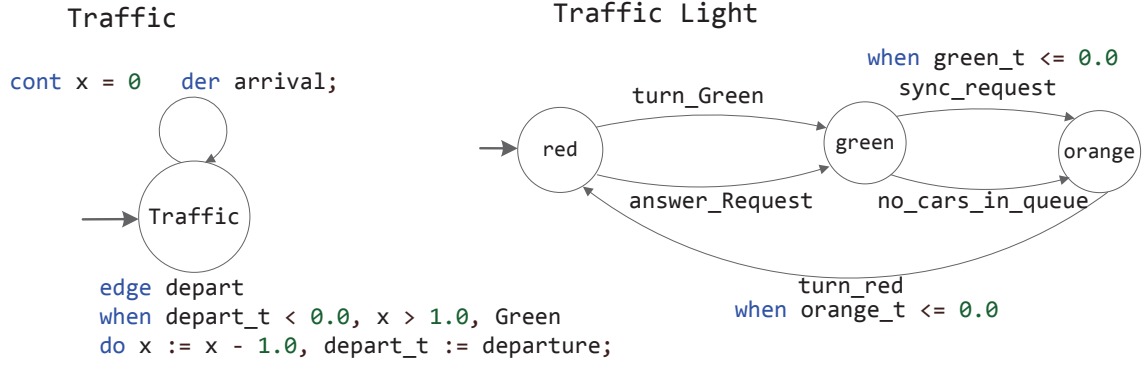 Traffic
cont x = 0 der arrival;
Traffic
edge depart
when depart_t < 0.0, x > 1.0, Green
do x := x - 1.0, depart_t := departure;
Traffic Light
when green_t <= 0.0
sync_request
turn_Green
red
green
orange
answer_Request
no_cars_in_queue
turn_red
when orange_t <= 0.0